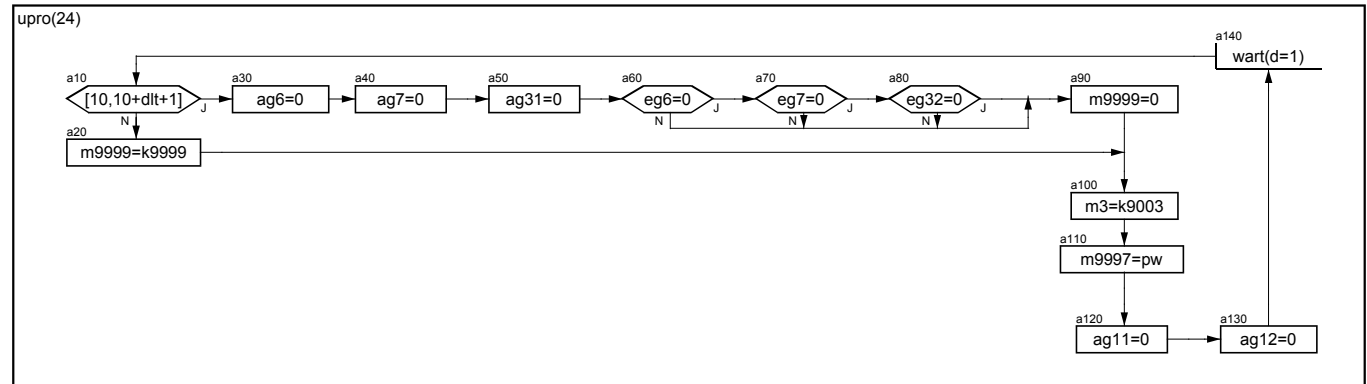 upro(24)
a140
wart(d=1)
a10
[10,10+dlt+1]
J
N
a30
ag6=0
a40
ag7=0
a50
ag31=0
a60
eg6=0
J
N
a70
eg7=0
J
N
a80
eg32=0
J
N
a90
m9999=0
a20
m9999=k9999
a100
m3=k9003
a110
m9997=pw
a120
ag11=0
a130
ag12=0